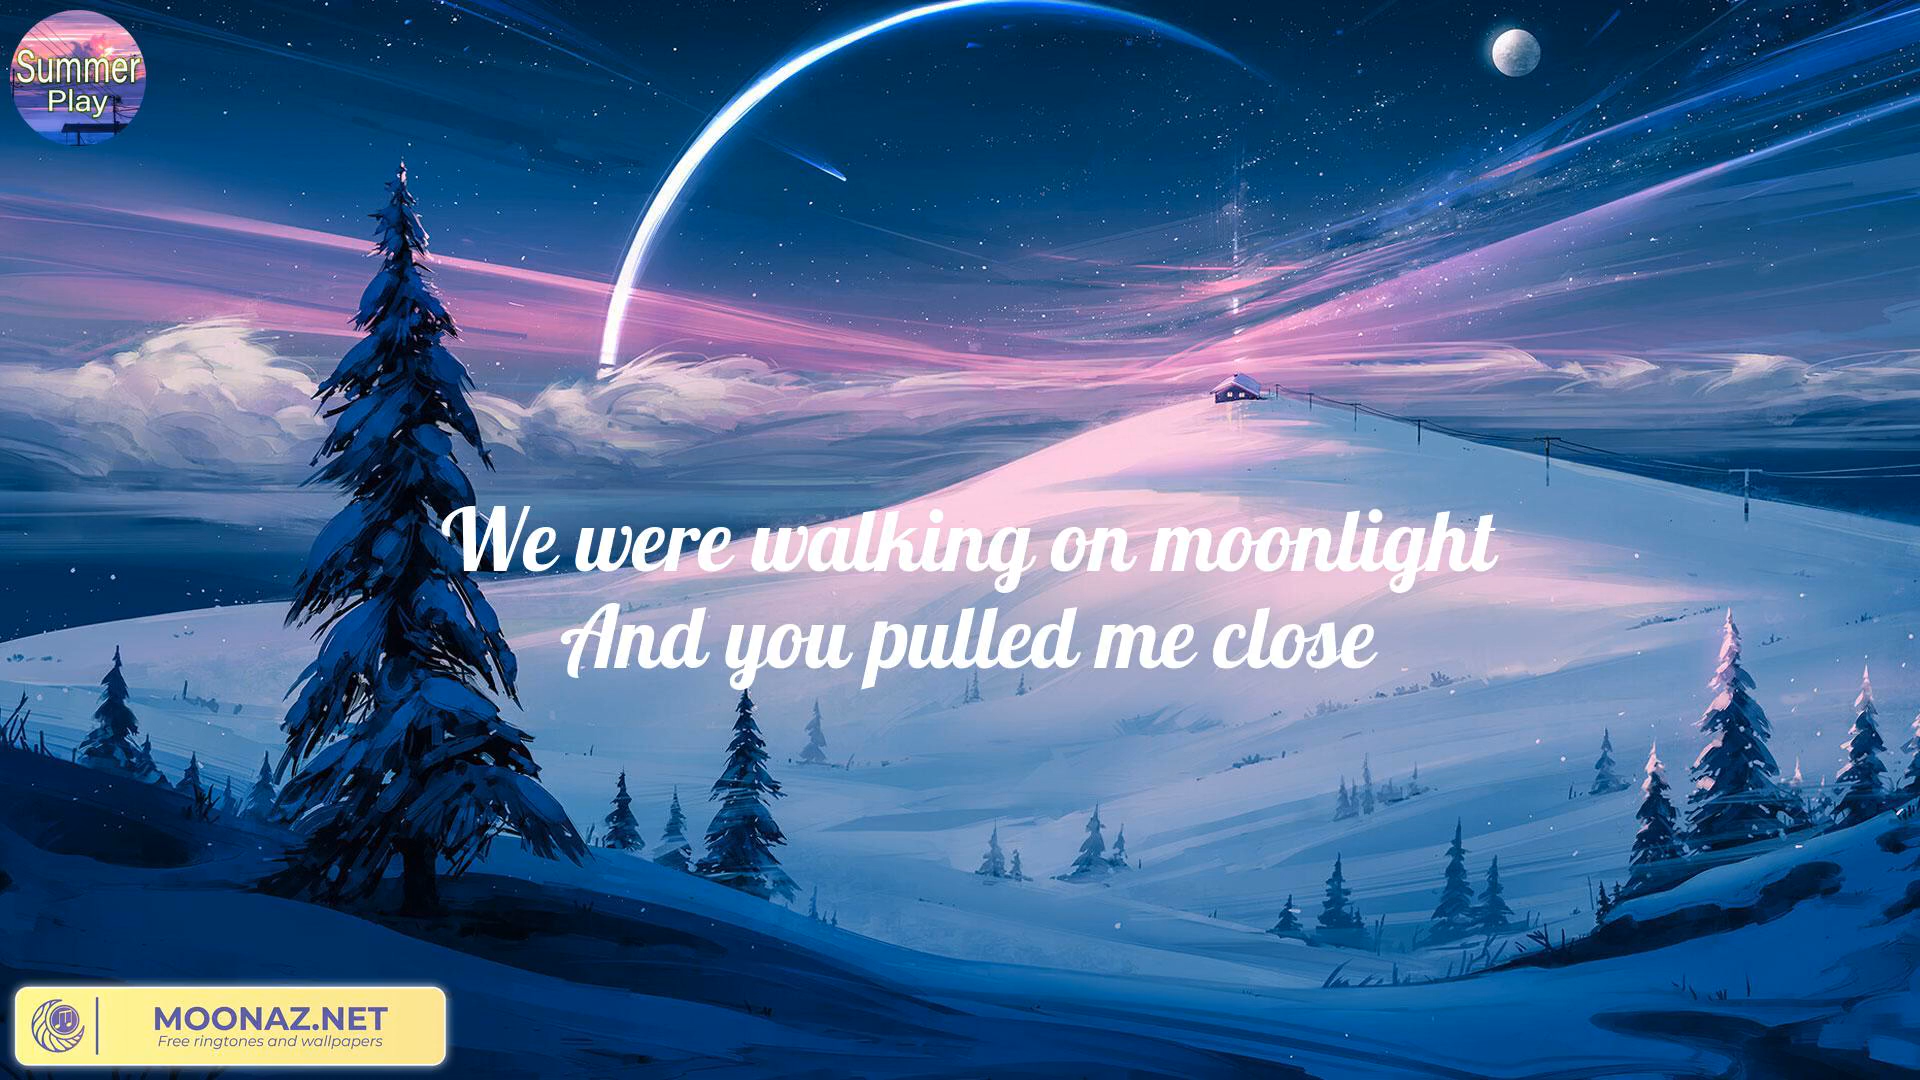 Summer
Play
We were walking on moonlight
And you pulled me close
MOONAZ.NET
Free ringtones and wallpapers